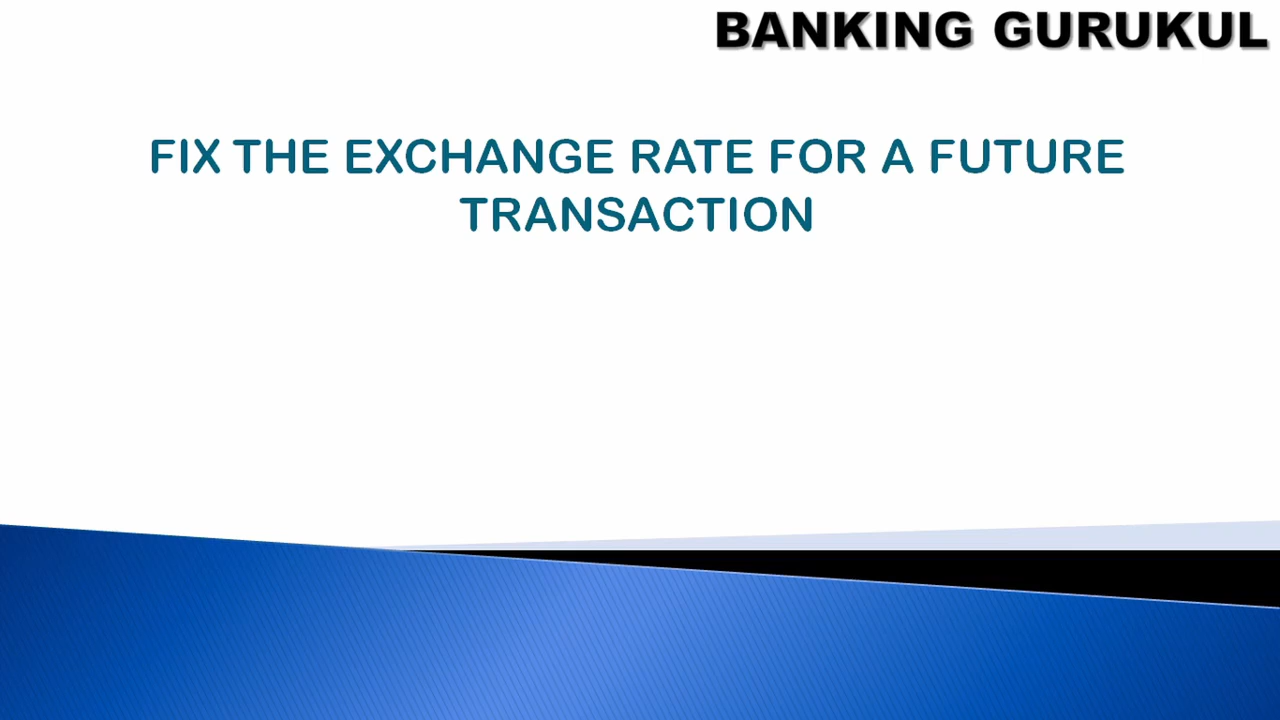 BANKING GURUKUL
FIX THE EXCHANGE RATE FOR A FUTURE
TRANSACTION